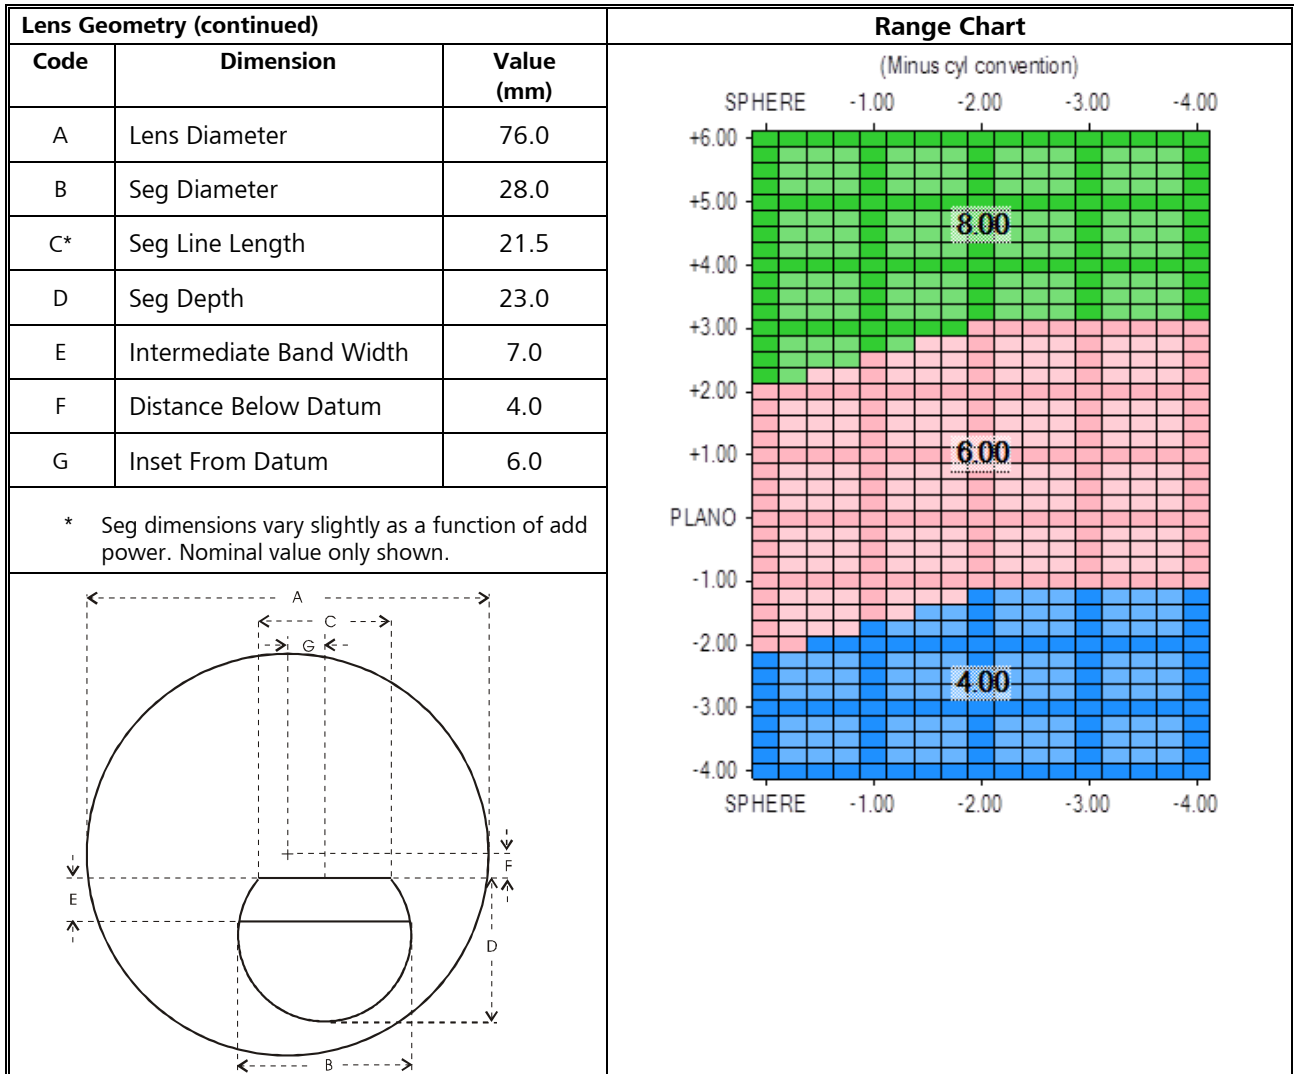 Lens Geometry (continued)
Code Dimension Value (mm)
A Lens Diameter 76.0
B Seg Diameter 28.0
C* Seg Line Length 21.5
D Seg Depth 23.0
E Intermediate Band Width 7.0
F Distance Below Datum 4.0
G Inset From Datum 6.0
* Seg dimensions vary slightly as a function of add
power. Nominal value only shown.
A
C
G
F
E
D
B
Range Chart
(Minus cyl convention)
SPHERE -1.00 -2.00 -3.00 -4.00
+6.00
+5.00
8.00
+4.00
+3.00
+2.00
+1.00
6.00
PLANO
-1.00
-2.00
4.00
-3.00
-4.00
SPHERE -1.00 -2.00 -3.00 -4.00